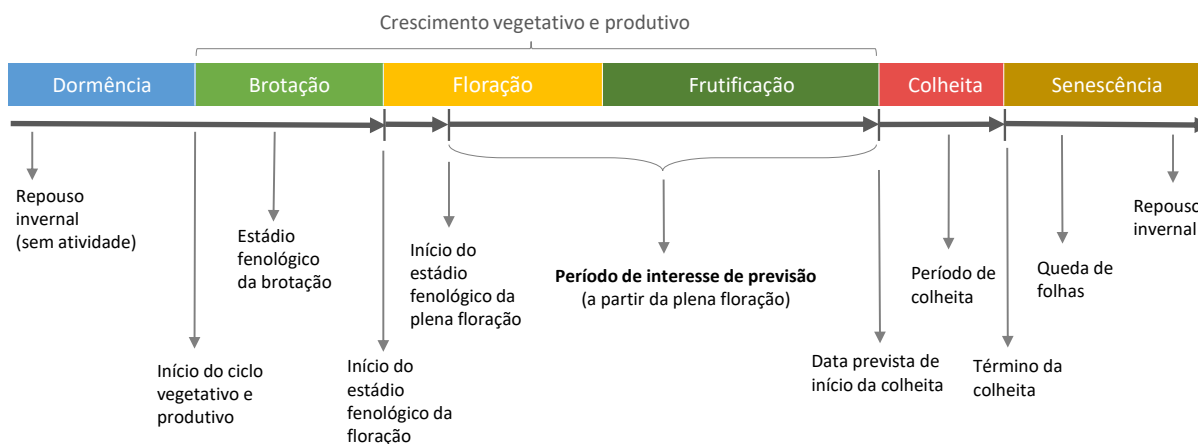 Crescimento vegetativo e produtivo
Dormência
Brotação
Floração
Frutificação
Colheita
Senescência
Repouso
invernal
(sem atividade)
Início do ciclo
vegetativo e
produtivo
Estádio
fenológico
da brotação
Início do
estádio
fenológico da
floração
Início do
estádio
fenológico da
plena floração
Período de interesse de previsão
(a partir da plena floração)
Data prevista de
início da colheita
Período de
colheita
Término da
colheita
Queda de
folhas
Repouso
invernal